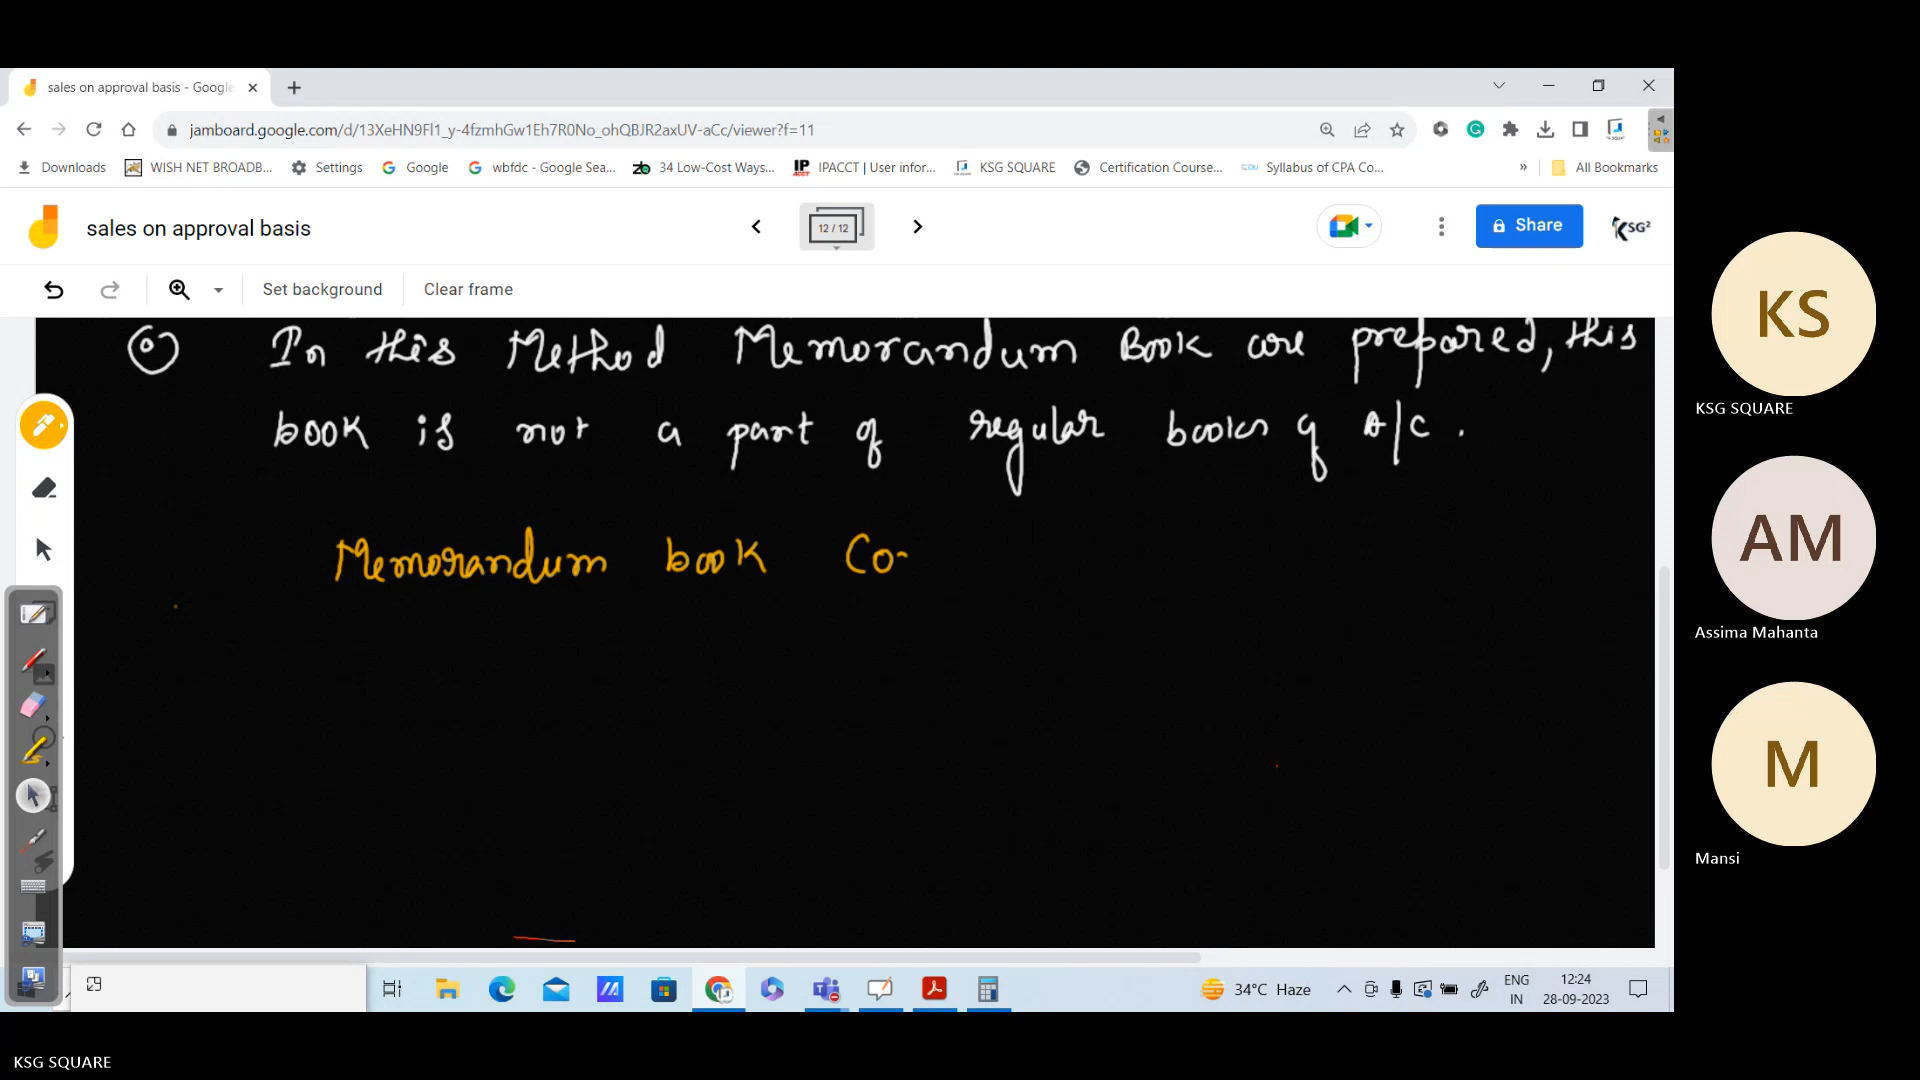 sales on approval basis - Google
jamboard.google.com/d/13XeHN9Fl1_y-4fzmhGw1Eh7R0No_ohQBJR2axUV-aCc/viewer?f=11
Downloads WISH NET BROADB... Settings Google wbfdc - Google Sea... 34 Low-Cost Ways... IPACCT | User infor... KSG SQUARE Certification Course... Syllabus of CPA Co... » All Bookmarks
sales on approval basis 12 / 12 Share KSG²
Set background Clear frame
In this Method Memorandum Book are prepared, this
book is not a part of regular books of A/C.
Memorandum book Co
KS
KSG SQUARE
AM
Assima Mahanta
M
Mansi
34°C Haze ENG IN 12:24 28-09-2023
KSG SQUARE